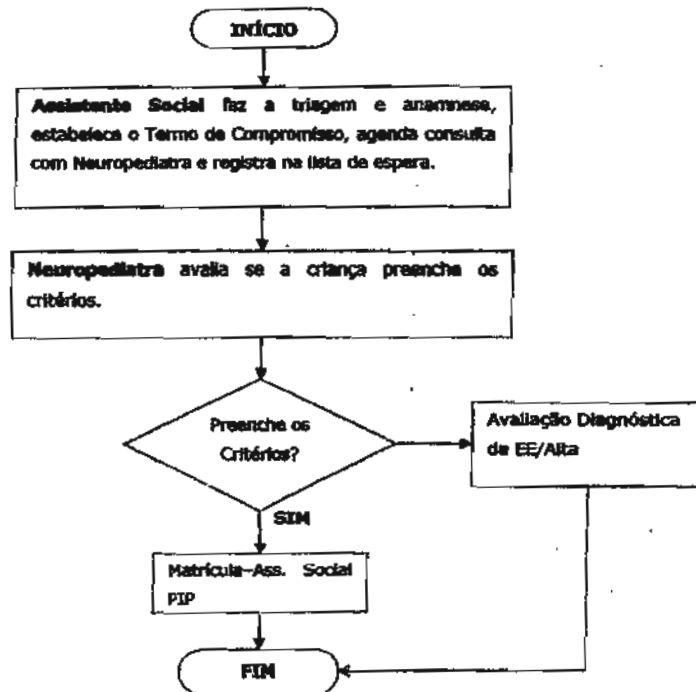 INÍCIO
Assistente Social faz a triagem e anamnese,
estabelece o Termo de Compromisso, agenda consulta
com Neuropediatra e registra na lista de espera.
Neuropediatra avalia se a criança preenche os
critérios.
Preenche os
Critérios?
Avaliação Diagnóstica
de EE/Alta
SIM
Matrícula-Ass. Social
PIP
FIM